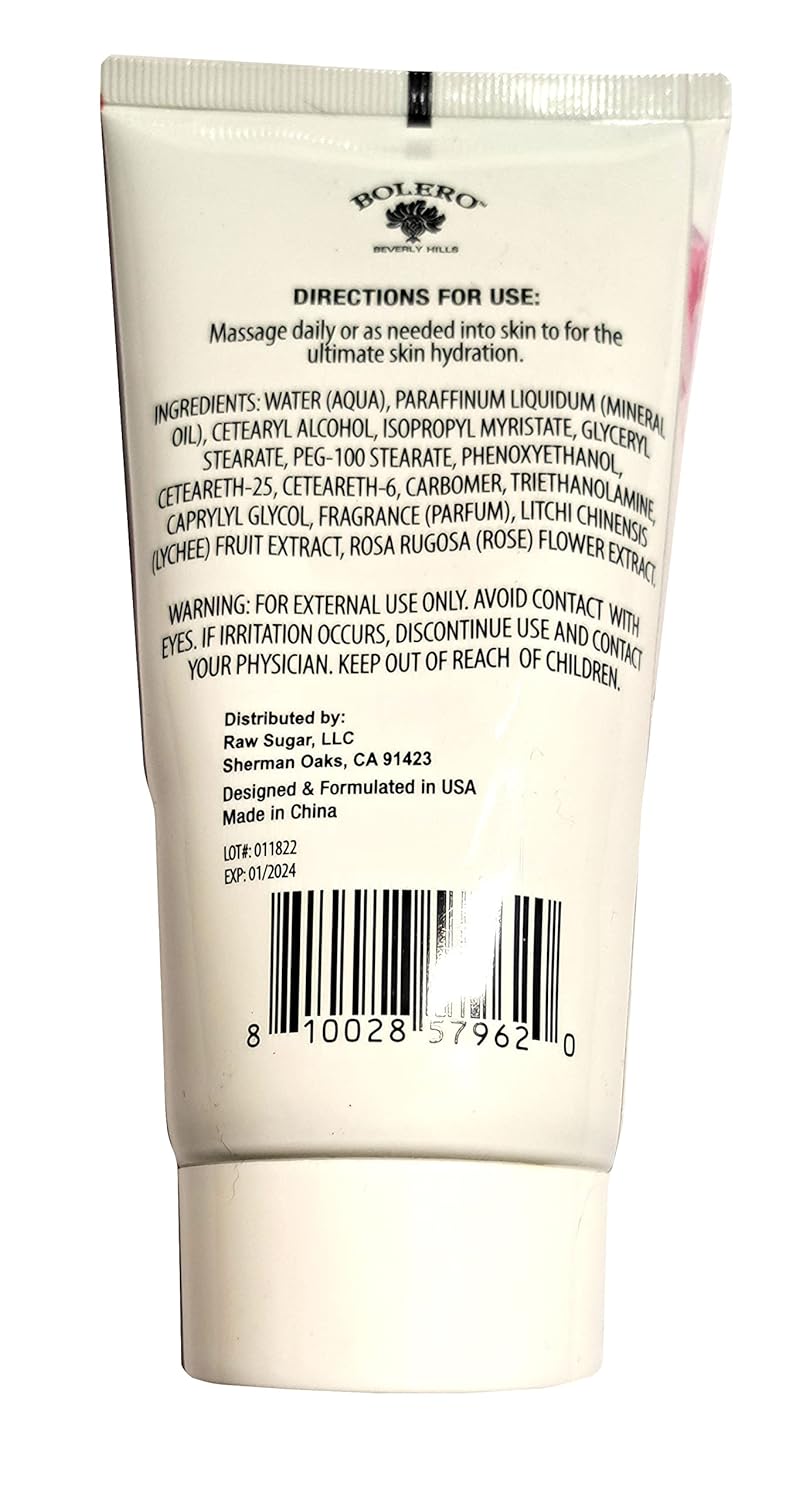 BOLERO™
BEVERLY HILLS
DIRECTIONS FOR USE:
Massage daily or as needed into skin to for the
ultimate skin hydration.
INGREDIENTS: WATER (AQUA), PARAFFINUM LIQUIDUM (MINERAL
OIL), CETEARYL ALCOHOL, ISOPROPYL MYRISTATE, GLYCERYL
STEARATE, PEG-100 STEARATE, PHENOXYETHANOL,
CETEARETH-25, CETEARETH-6, CARBOMER, TRIETHANOLAMINE,
CAPRYLYL GLYCOL, FRAGRANCE (PARFUM), LITCHI CHINENSIS
(LYCHEE) FRUIT EXTRACT, ROSA RUGOSA (ROSE) FLOWER EXTRACT.
WARNING: FOR EXTERNAL USE ONLY. AVOID CONTACT WITH
EYES. IF IRRITATION OCCURS, DISCONTINUE USE AND CONTACT
YOUR PHYSICIAN. KEEP OUT OF REACH OF CHILDREN.
Distributed by:
Raw Sugar, LLC
Sherman Oaks, CA 91423
Designed & Formulated in USA
Made in China
LOT#: 011822
EXP: 01/2024
8 10028 57962 0